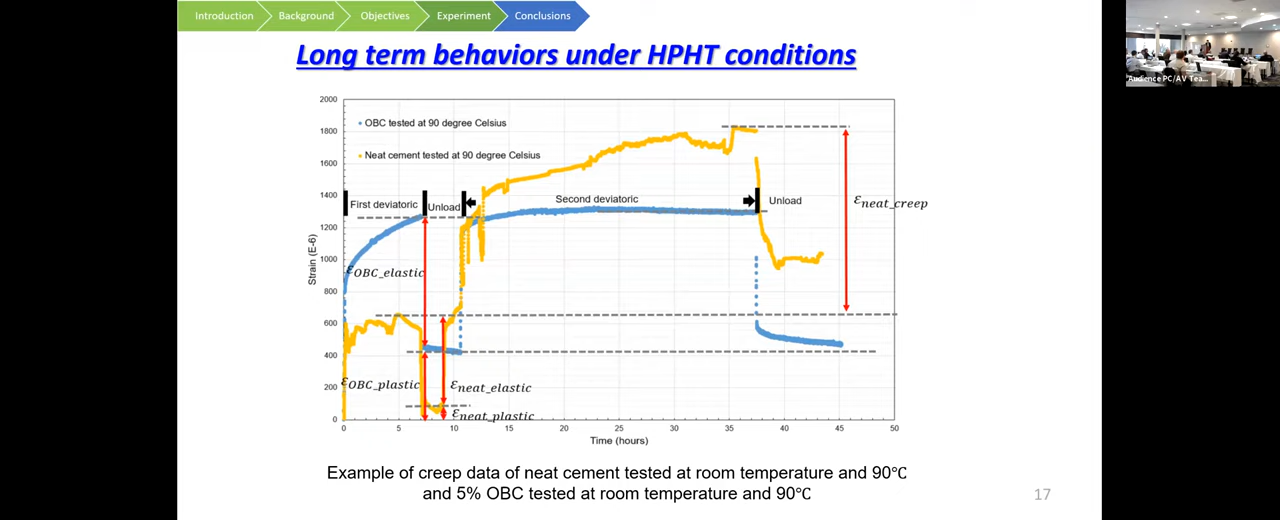 Introduction
Background
Objectives
Experiment
Conclusions
Audience PC/AV Tea...
Long term behaviors under HPHT conditions
2000
1800
1600
1400
1200
1000
800
600
400
200
0
Strain (E-6)
OBC tested at 90 degree Celsius
Neat cement tested at 90 degree Celsius
First deviatoric
Unload
Second deviatoric
Unload
εneat_creep
εOBC_elastic
εOBC_plastic
εneat_elastic
εneat_plastic
0 5 10 15 20 25 30 35 40 45 50
Time (hours)
Example of creep data of neat cement tested at room temperature and 90℃
and 5% OBC tested at room temperature and 90℃
17